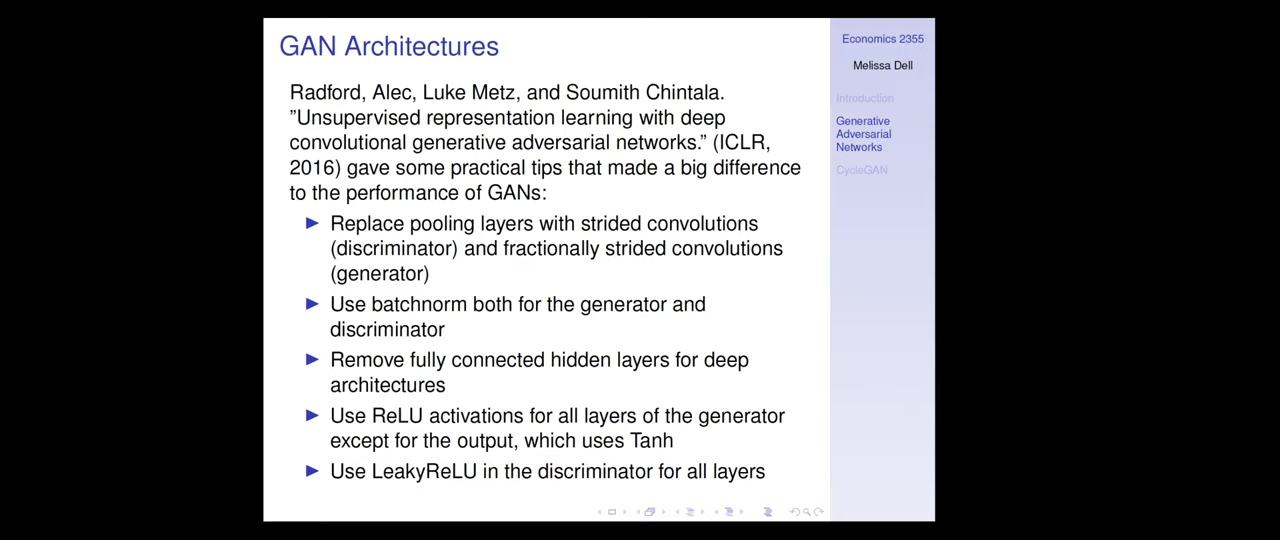 GAN Architectures
Radford, Alec, Luke Metz, and Soumith Chintala.
”Unsupervised representation learning with deep
convolutional generative adversarial networks.” (ICLR,
2016) gave some practical tips that made a big difference
to the performance of GANs:
Replace pooling layers with strided convolutions
(discriminator) and fractionally strided convolutions
(generator)
Use batchnorm both for the generator and
discriminator
Remove fully connected hidden layers for deep
architectures
Use ReLU activations for all layers of the generator
except for the output, which uses Tanh
Use LeakyReLU in the discriminator for all layers
Economics 2355
Melissa Dell
Introduction
Generative
Adversarial
Networks
CycleGAN